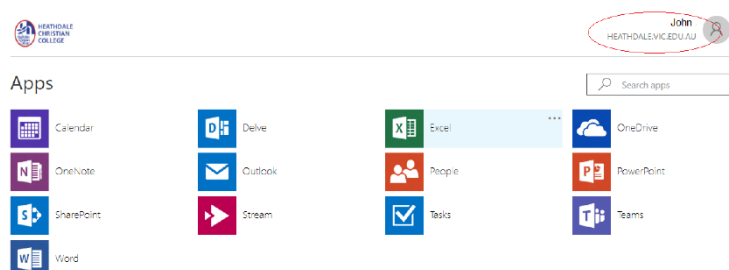 HEATHDALE
CHRISTIAN
COLLEGE
John
HEATHDALE.VIC.EDU.AU
Apps
Search apps
Calendar
Delve
Excel
OneDrive
OneNote
Outlook
People
PowerPoint
SharePoint
Stream
Tasks
Teams
Word